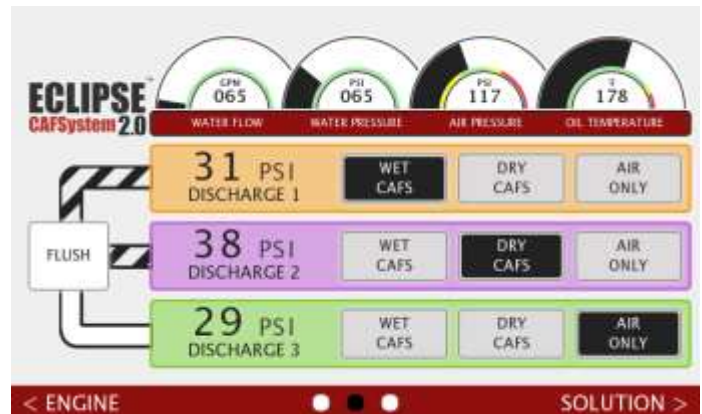 ECLIPSE™
CAFSystem 2.0
GPM
065
WATER FLOW
PSI
065
WATER PRESSURE
PSI
117
AIR PRESSURE
°F
178
OIL TEMPERATURE
31 PSI
DISCHARGE 1
WET
CAFS
DRY
CAFS
AIR
ONLY
FLUSH
38 PSI
DISCHARGE 2
WET
CAFS
DRY
CAFS
AIR
ONLY
29 PSI
DISCHARGE 3
WET
CAFS
DRY
CAFS
AIR
ONLY
< ENGINE
SOLUTION >